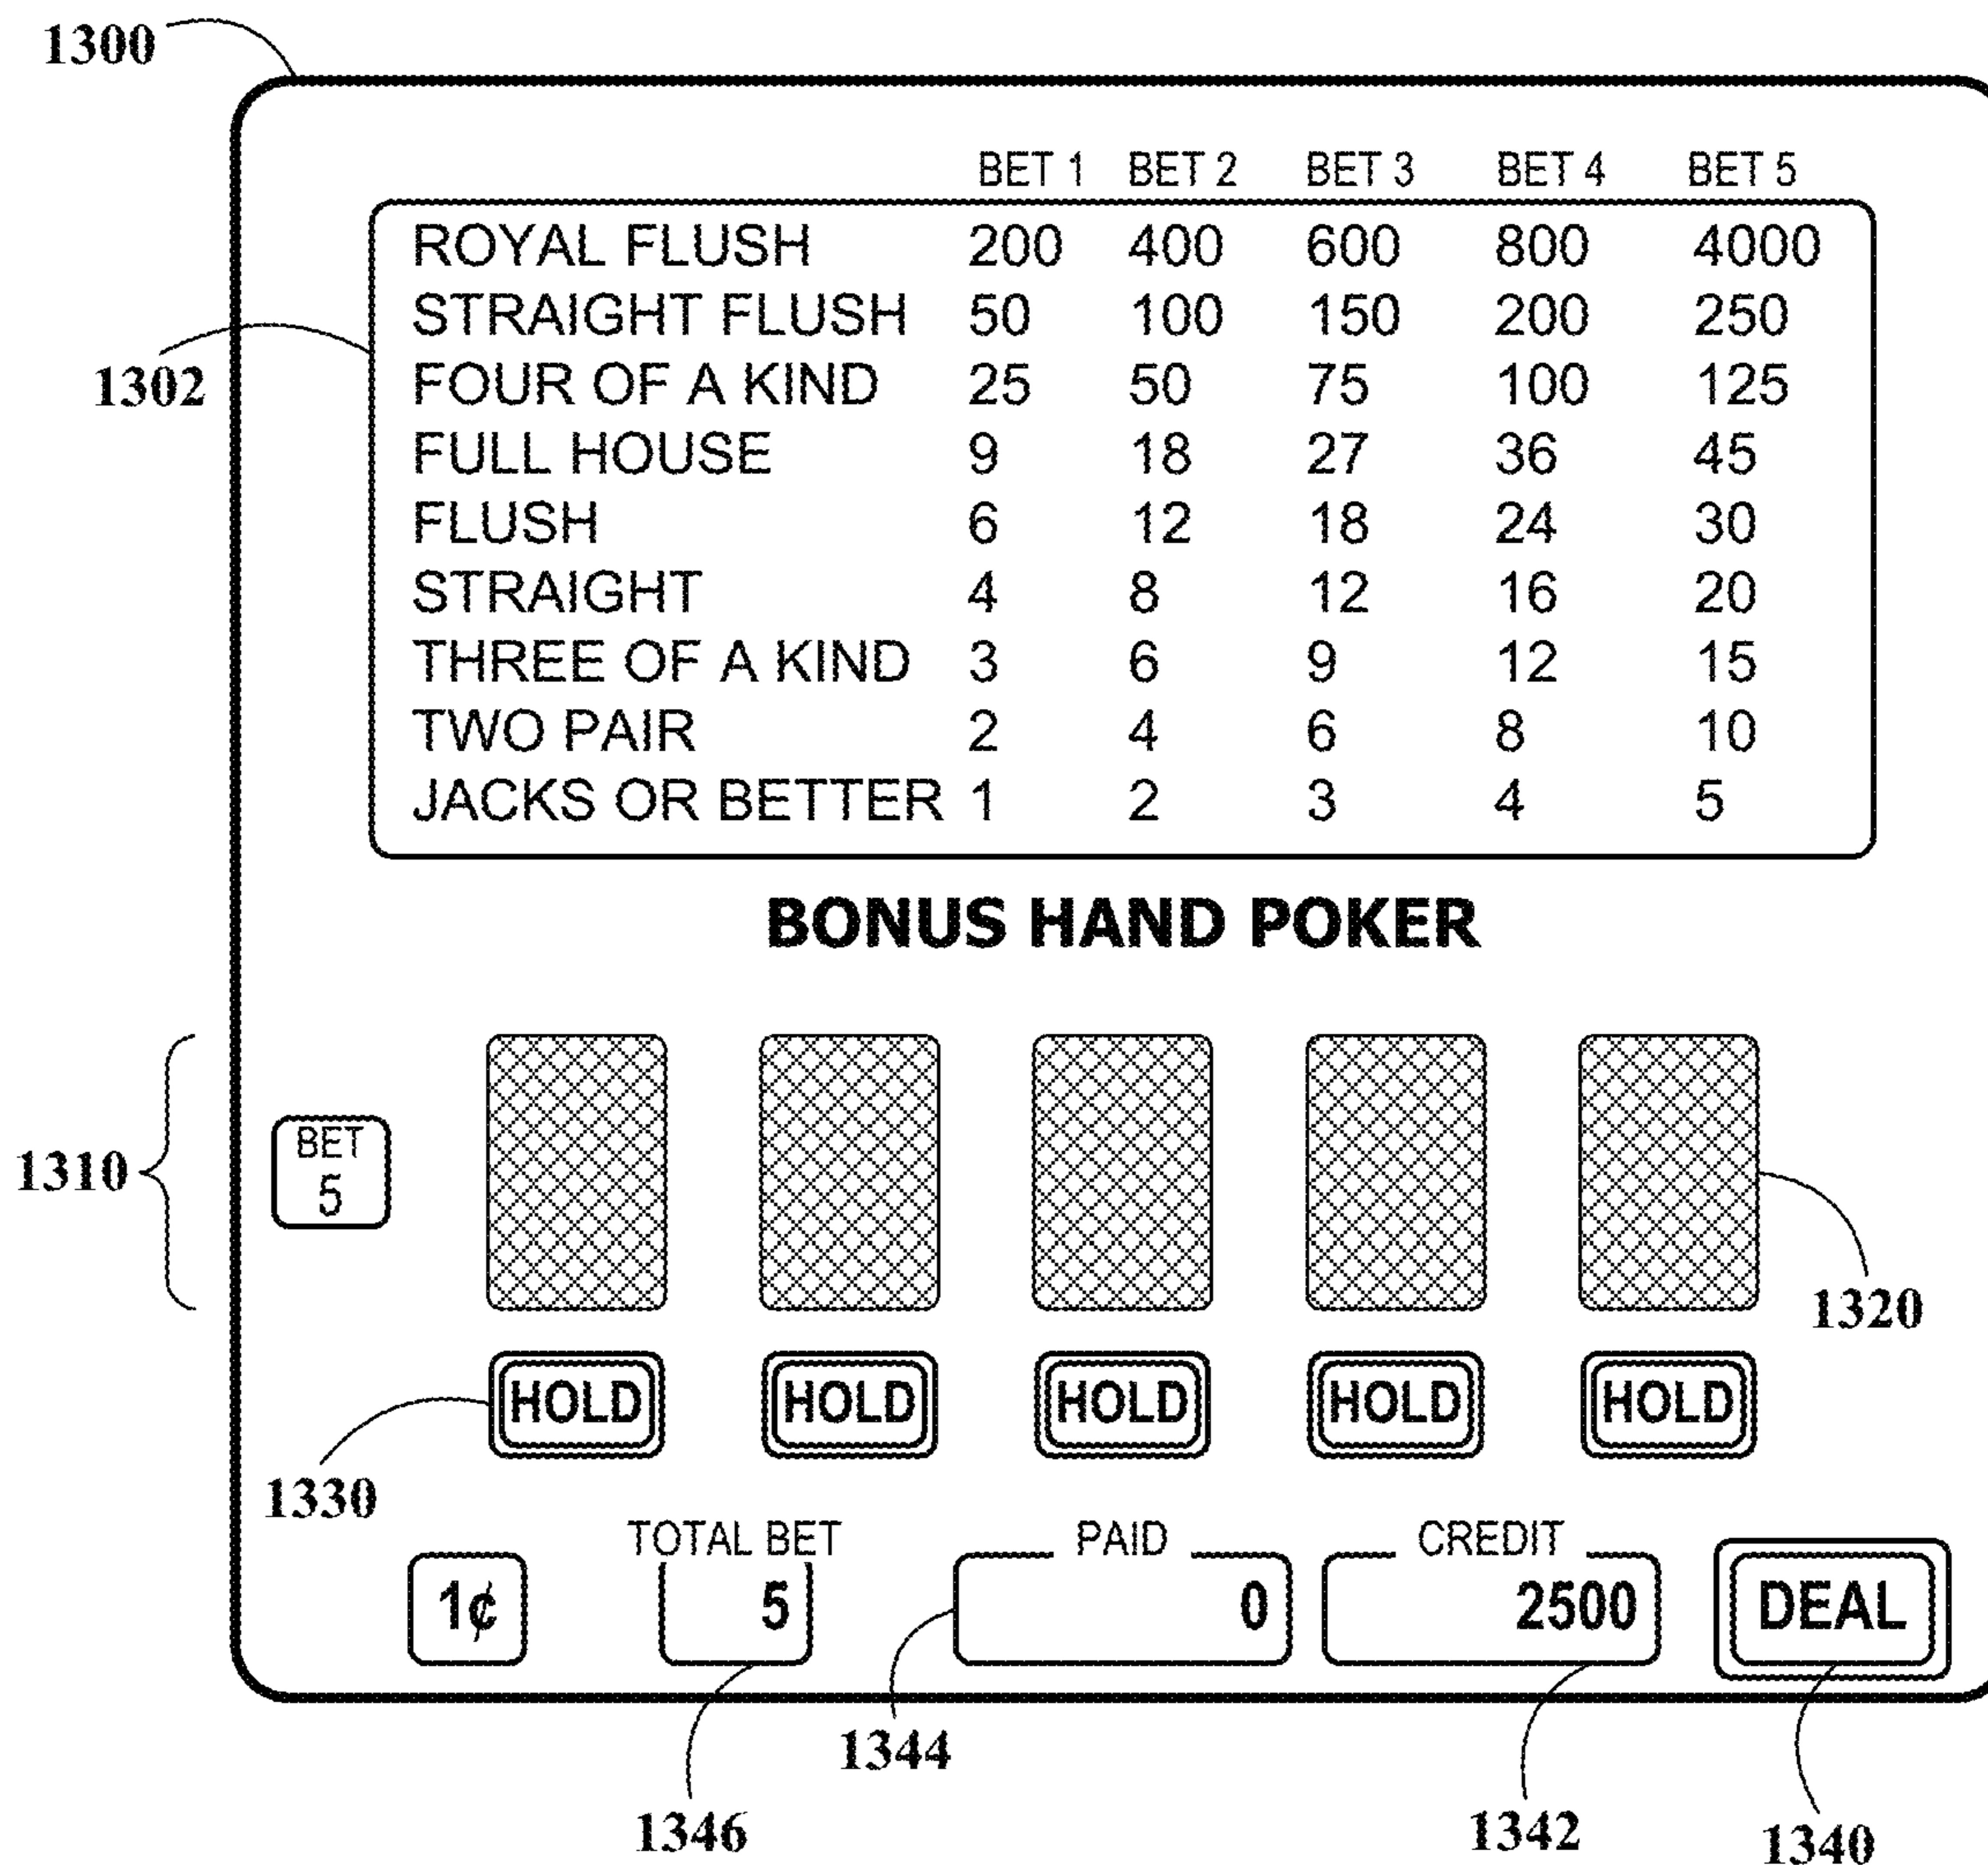 1300
BET 1 BET 2 BET 3 BET 4 BET 5
ROYAL FLUSH 200 400 600 800 4000
STRAIGHT FLUSH 50 100 150 200 250
1302
FOUR OF A KIND 25 50 75 100 125
FULL HOUSE 9 18 27 36 45
FLUSH 6 12 18 24 30
STRAIGHT 4 8 12 16 20
THREE OF A KIND 3 6 9 12 15
TWO PAIR 2 4 6 8 10
JACKS OR BETTER 1 2 3 4 5
BONUS HAND POKER
1310
BET
5
1320
HOLD HOLD HOLD HOLD HOLD
1330
TOTAL BET PAID CREDIT
1¢ 5 0 2500 DEAL
1344
1346 1342 1340